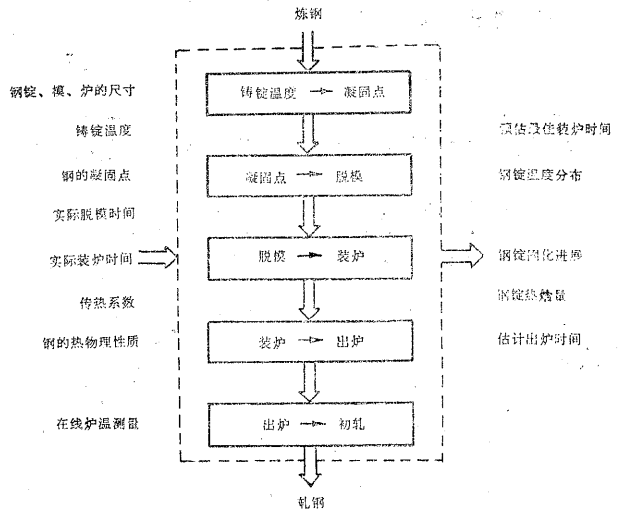 炼钢
钢锭、模、炉的尺寸
铸锭温度
钢的凝固点
实际脱模时间
实际装炉时间
传热系数
钢的热物理性质
在线炉温测量
铸锭温度 → 凝固点
凝固点 → 脱模
脱模 → 装炉
装炉 → 出炉
出炉 → 初轧
预估最佳装炉时间
钢锭温度分布
钢锭固化进展
钢锭热焓量
估计出炉时间
轧钢